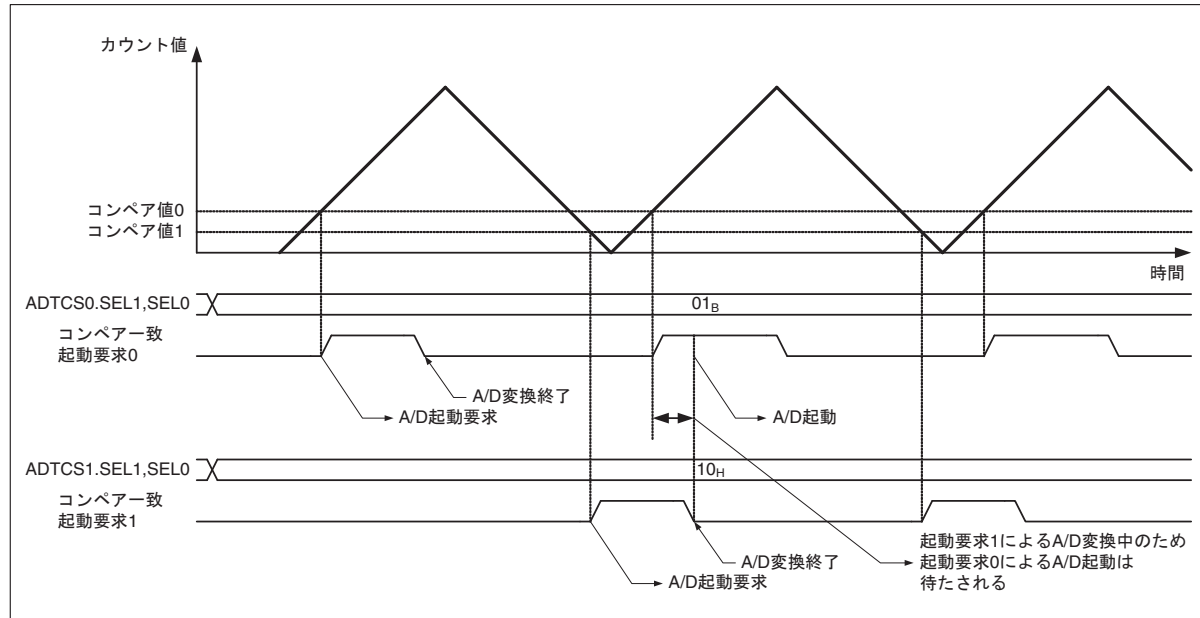 カウント値
コンペア値0
コンペア値1
時間
ADTCS0.SEL1,SEL0
01B
コンペア一致
起動要求0
A/D変換終了
A/D起動要求
A/D起動
ADTCS1.SEL1,SEL0
10H
コンペア一致
起動要求1
A/D変換終了
A/D起動要求
起動要求1によるA/D変換中のため
起動要求0によるA/D起動は
待たされる